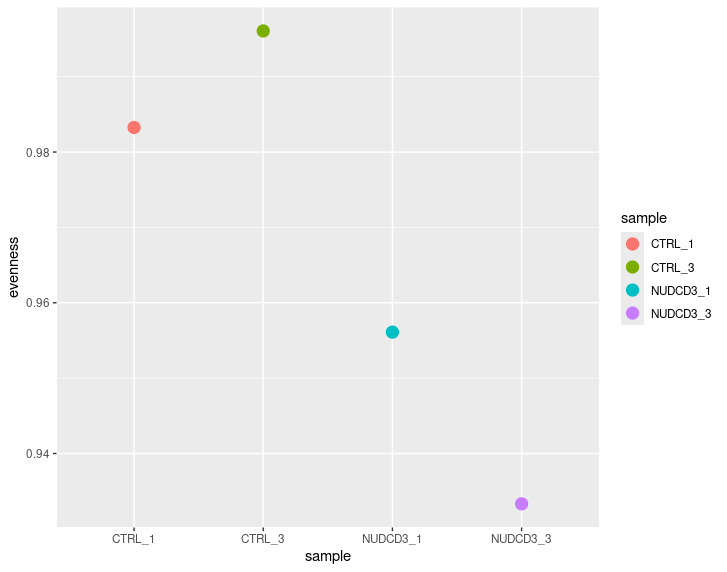 evenness
0.98
0.96
0.94
CTRL_1
CTRL_3
NUDCD3_1
NUDCD3_3
sample
sample
CTRL_1
CTRL_3
NUDCD3_1
NUDCD3_3